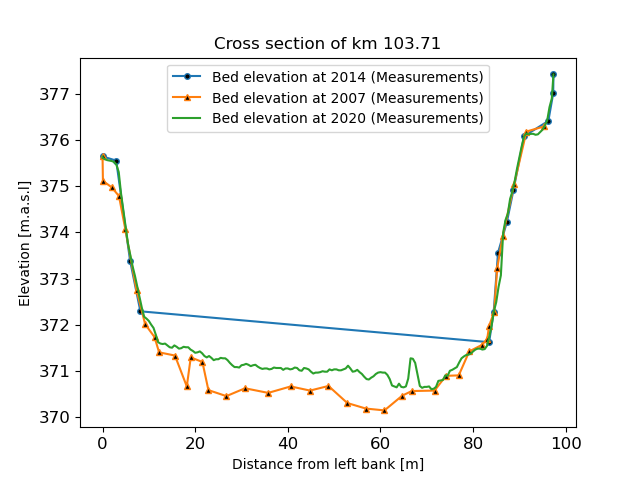 Cross section of km 103.71
Bed elevation at 2014 (Measurements)
Bed elevation at 2007 (Measurements)
Bed elevation at 2020 (Measurements)
377
376
375
374
373
372
371
370
Elevation [m.a.s.l]
0 20 40 60 80 100
Distance from left bank [m]